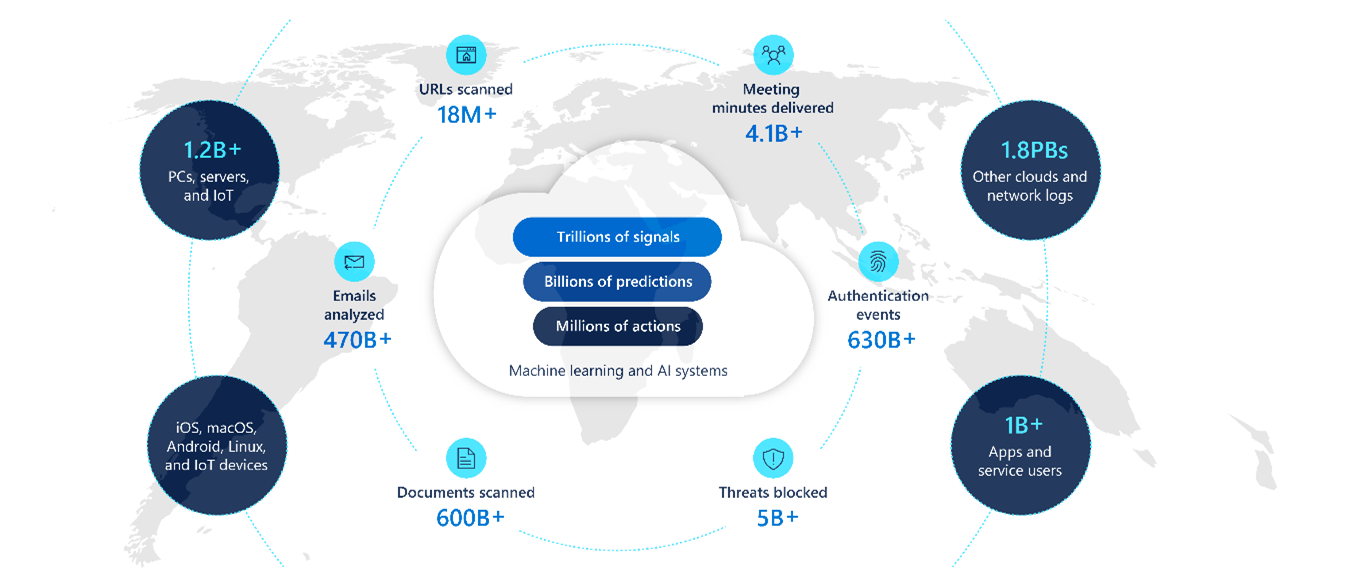 URLs scanned
18M+
Meeting
minutes delivered
4.1B+
1.2B+
PCs, servers,
and IoT
1.8PBs
Other clouds and
network logs
Trillions of signals
Billions of predictions
Millions of actions
Machine learning and AI systems
Emails
analyzed
470B+
Authentication
events
630B+
iOS, macOS,
Android, Linux,
and IoT devices
1B+
Apps and
service users
Documents scanned
600B+
Threats blocked
5B+